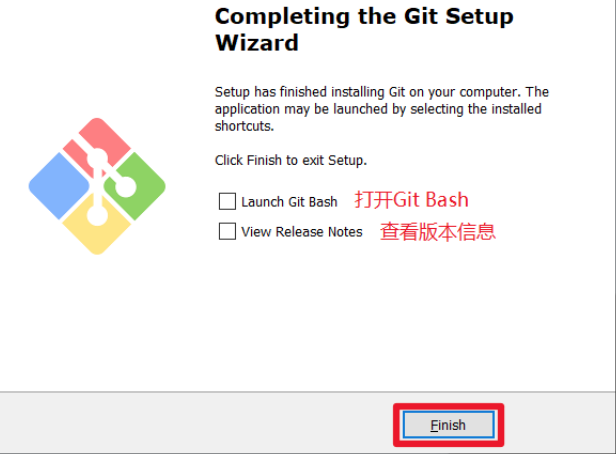 Completing the Git Setup
Wizard
Setup has finished installing Git on your computer. The
application may be launched by selecting the installed
shortcuts.
Click Finish to exit Setup.
Launch Git Bash 打开Git Bash
View Release Notes 查看版本信息
Finish